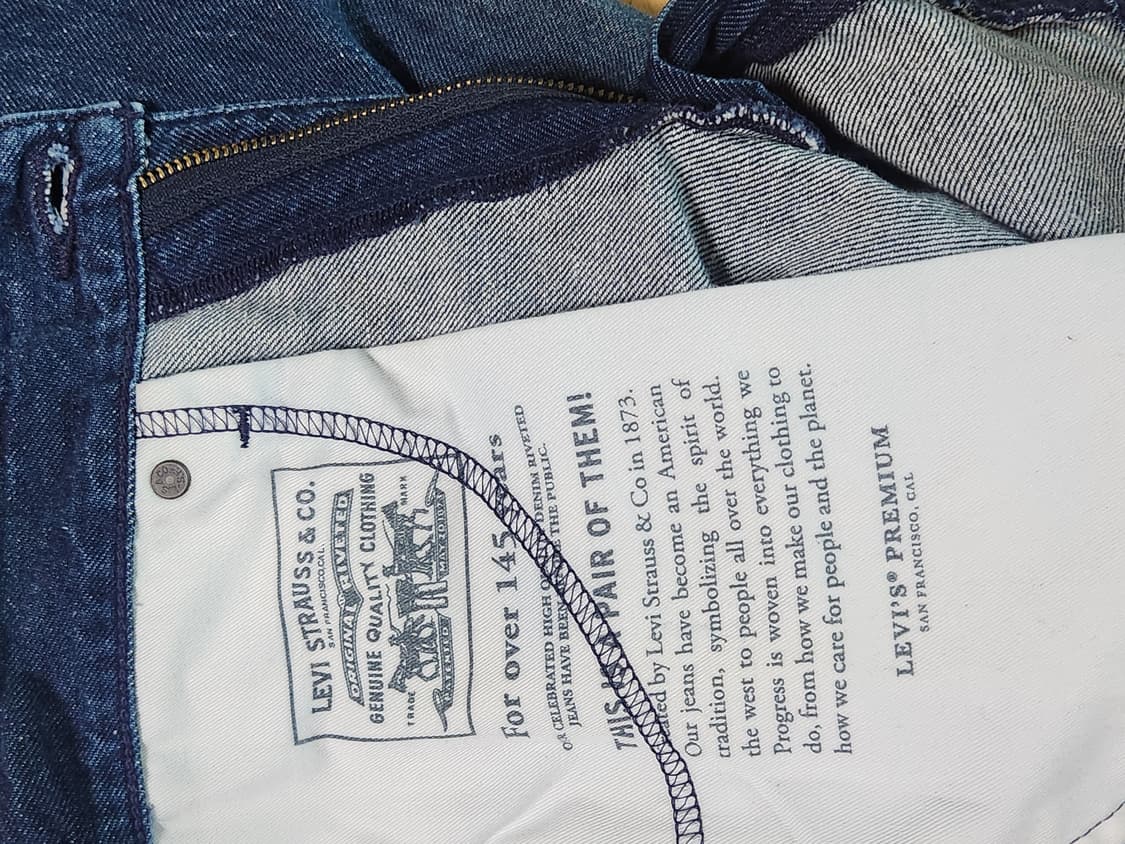 LEVI STRAUSS & CO.
SAN FRANCISCO, CAL
ORIGINAL RIVETED
GENUINE QUALITY CLOTHING
TRADE MARK
For over 145
OR CELEBRATED HIGH DENIM RIVETED
JEANS HAVE BEEN THE PUBLIC.
THIS PAIR OF THEM!
by Levi Strauss & Co in 1873.
Our jeans have become an American
tradition, symbolizing the spirit of
the west to people all over the world.
Progress is woven into everything we
do, from how we make our clothing to
how we care for people and the planet.
LEVI'S® PREMIUM
SAN FRANCISCO, CAL